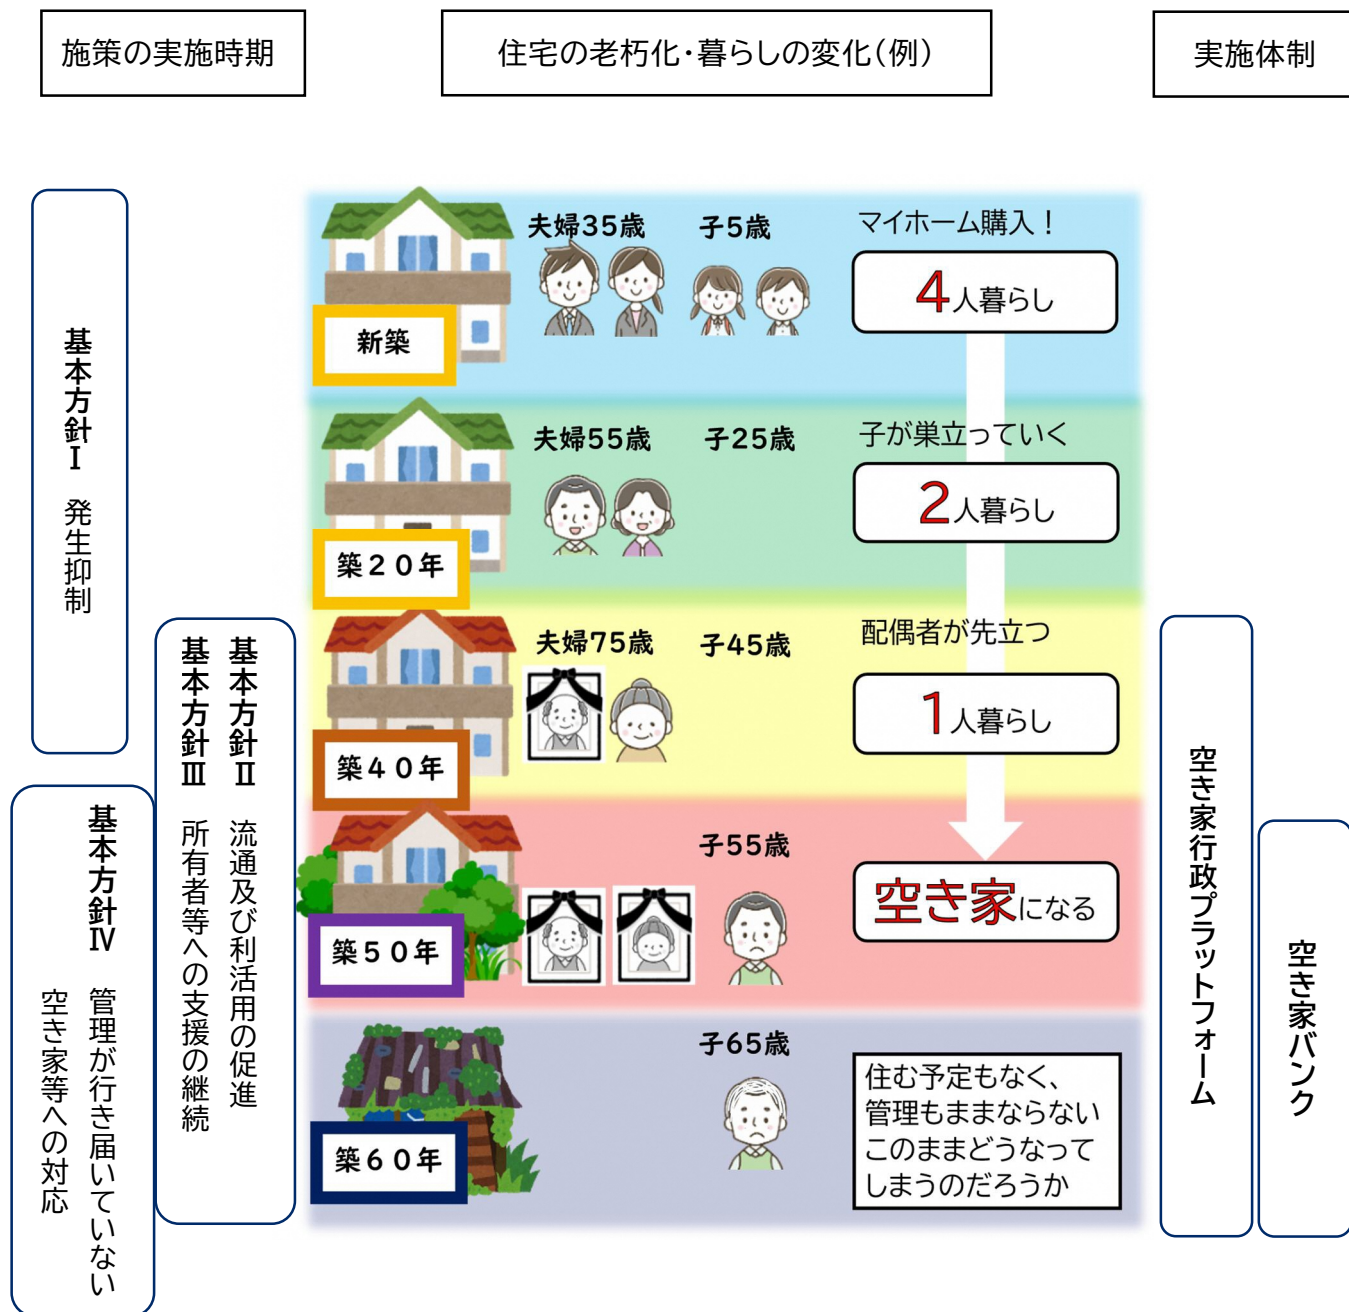 施策の実施時期
住宅の老朽化・暮らしの変化(例)
実施体制
基本方針Ⅰ 発生抑制
基本方針Ⅱ 流通及び利活用の促進
基本方針Ⅲ 所有者等への支援の継続
基本方針Ⅳ 管理が行き届いていない
空き家等への対応
新築
夫婦35歳
子5歳
マイホーム購入!
4人暮らし
築20年
夫婦55歳
子25歳
子が巣立っていく
2人暮らし
築40年
夫婦75歳
子45歳
配偶者が先立つ
1人暮らし
築50年
子55歳
空き家になる
築60年
子65歳
住む予定もなく、
管理もままならない
このままどうなって
しまうのだろうか
空き家行政プラットフォーム
空き家バンク